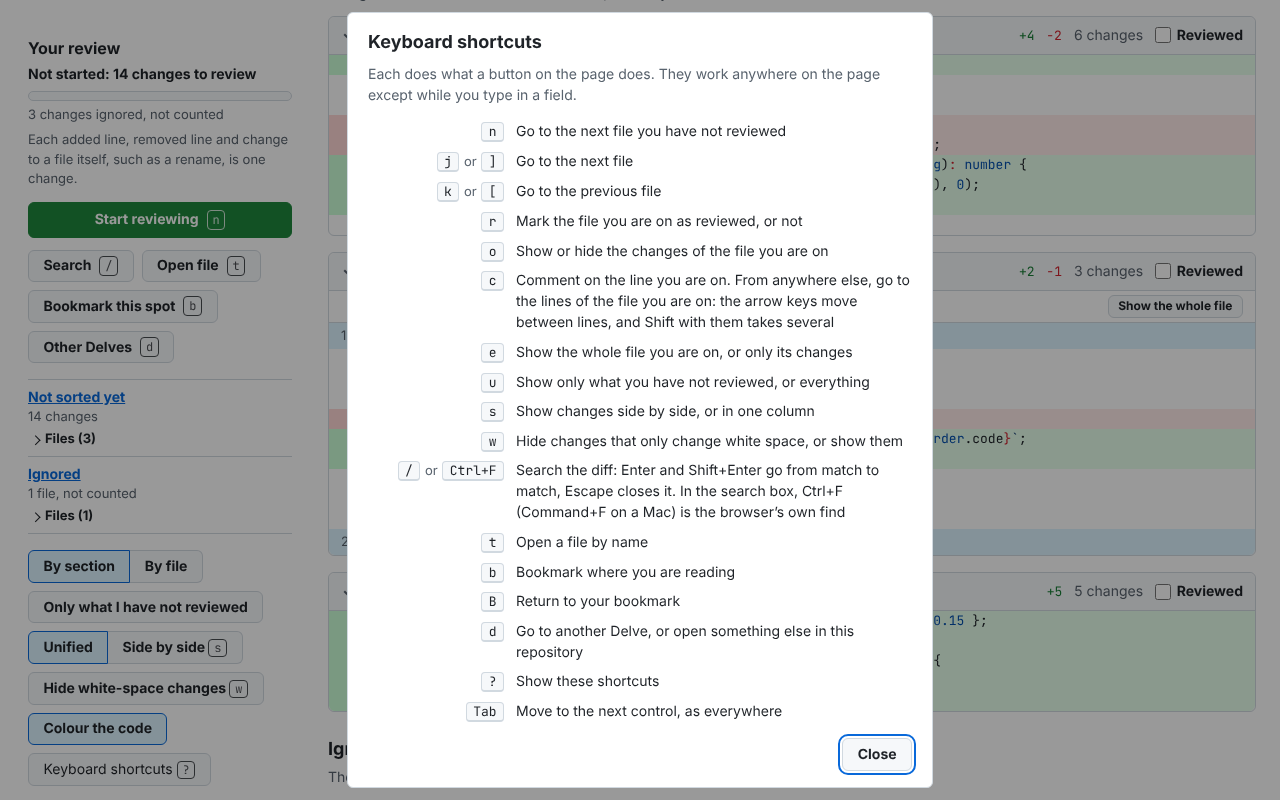 Your review
Not started: 14 changes to review
3 changes ignored, not counted
Each added line, removed line and change
to a file itself, such as a rename, is one
change.
Start reviewing n
Search / Open file t
Bookmark this spot b
Other Delves d
Not sorted yet
14 changes
Files (3)
Ignored
1 file, not counted
Files (1)
By section By file
Only what I have not reviewed
Unified Side by side s
Hide white-space changes w
Colour the code
Keyboard shortcuts ?
Keyboard shortcuts
Each does what a button on the page does. They work anywhere on the page
except while you type in a field.
n Go to the next file you have not reviewed
j or ] Go to the next file
k or [ Go to the previous file
r Mark the file you are on as reviewed, or not
o Show or hide the changes of the file you are on
c Comment on the line you are on. From anywhere else, go to
the lines of the file you are on: the arrow keys move
between lines, and Shift with them takes several
e Show the whole file you are on, or only its changes
u Show only what you have not reviewed, or everything
s Show changes side by side, or in one column
w Hide changes that only change white space, or show them
/ or Ctrl+F Search the diff: Enter and Shift+Enter go from match to
match, Escape closes it. In the search box, Ctrl+F
(Command+F on a Mac) is the browser’s own find
t Open a file by name
b Bookmark where you are reading
B Return to your bookmark
d Go to another Delve, or open something else in this
repository
? Show these shortcuts
Tab Move to the next control, as everywhere
Close
+4 -2 6 changes Reviewed
;
g): number {
), 0);
+2 -1 3 changes Reviewed
Show the whole file
1
rder.code}`;
2
+5 5 changes Reviewed
0.15 };
{